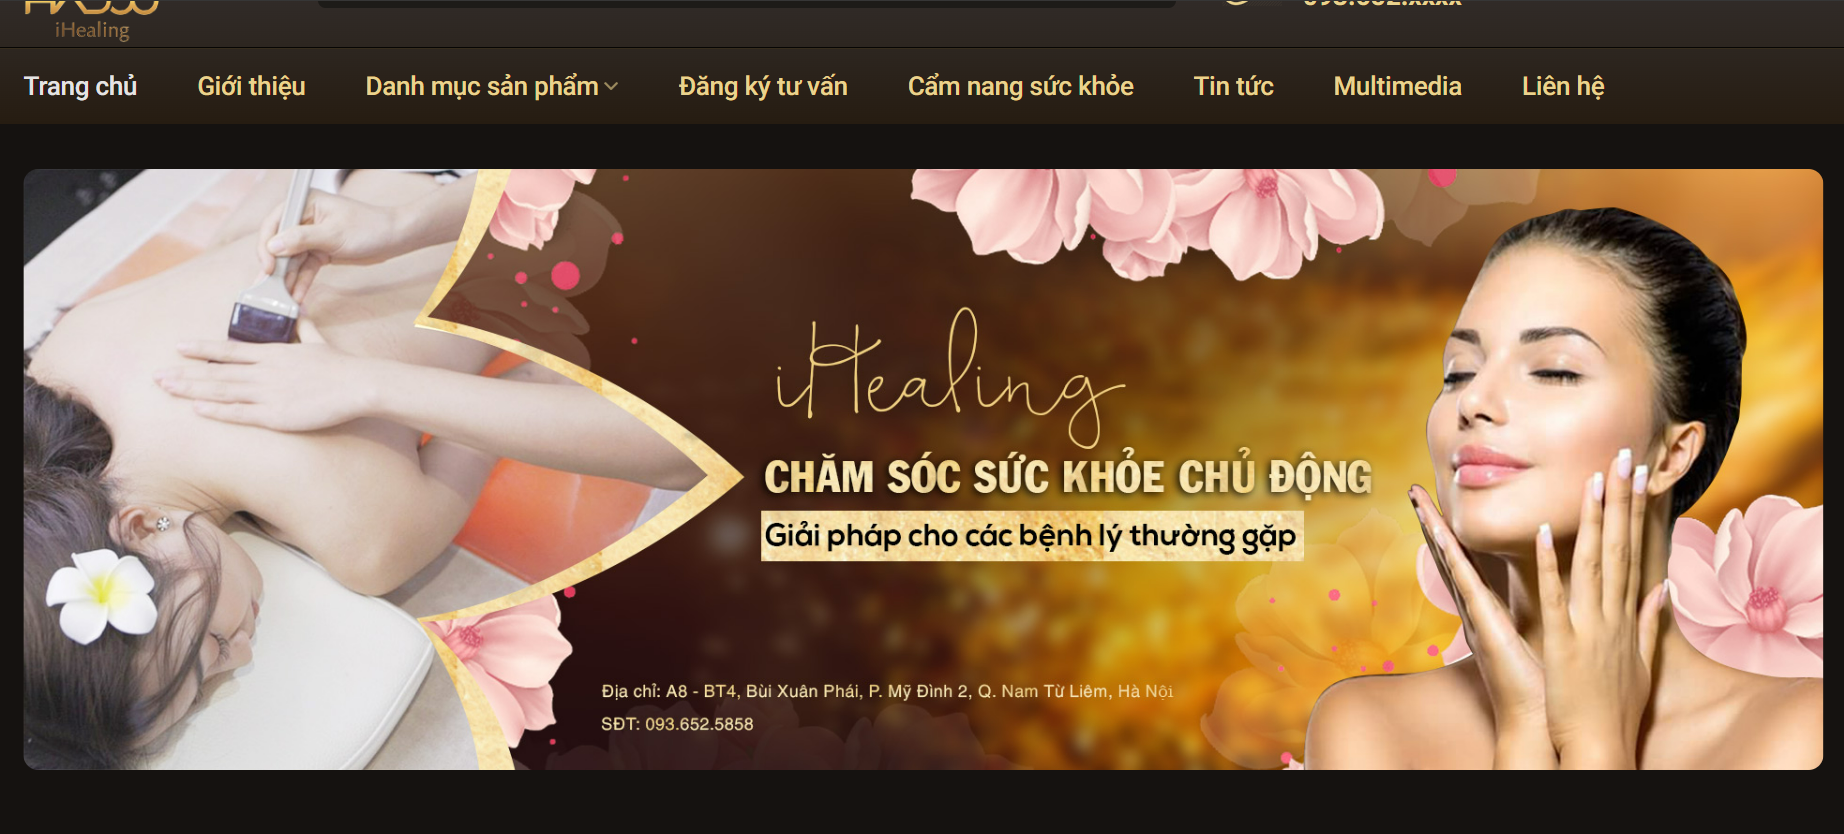 iHealing
Trang chủ
Giới thiệu
Danh mục sản phẩm
Đăng ký tư vấn
Cẩm nang sức khỏe
Tin tức
Multimedia
Liên hệ
iHealing
CHĂM SÓC SỨC KHỎE CHỦ ĐỘNG
Giải pháp cho các bệnh lý thường gặp
Địa chỉ: A8 - BT4, Bùi Xuân Phái, P. Mỹ Đình 2, Q. Nam Từ Liêm, Hà Nội
SĐT: 093.652.5858